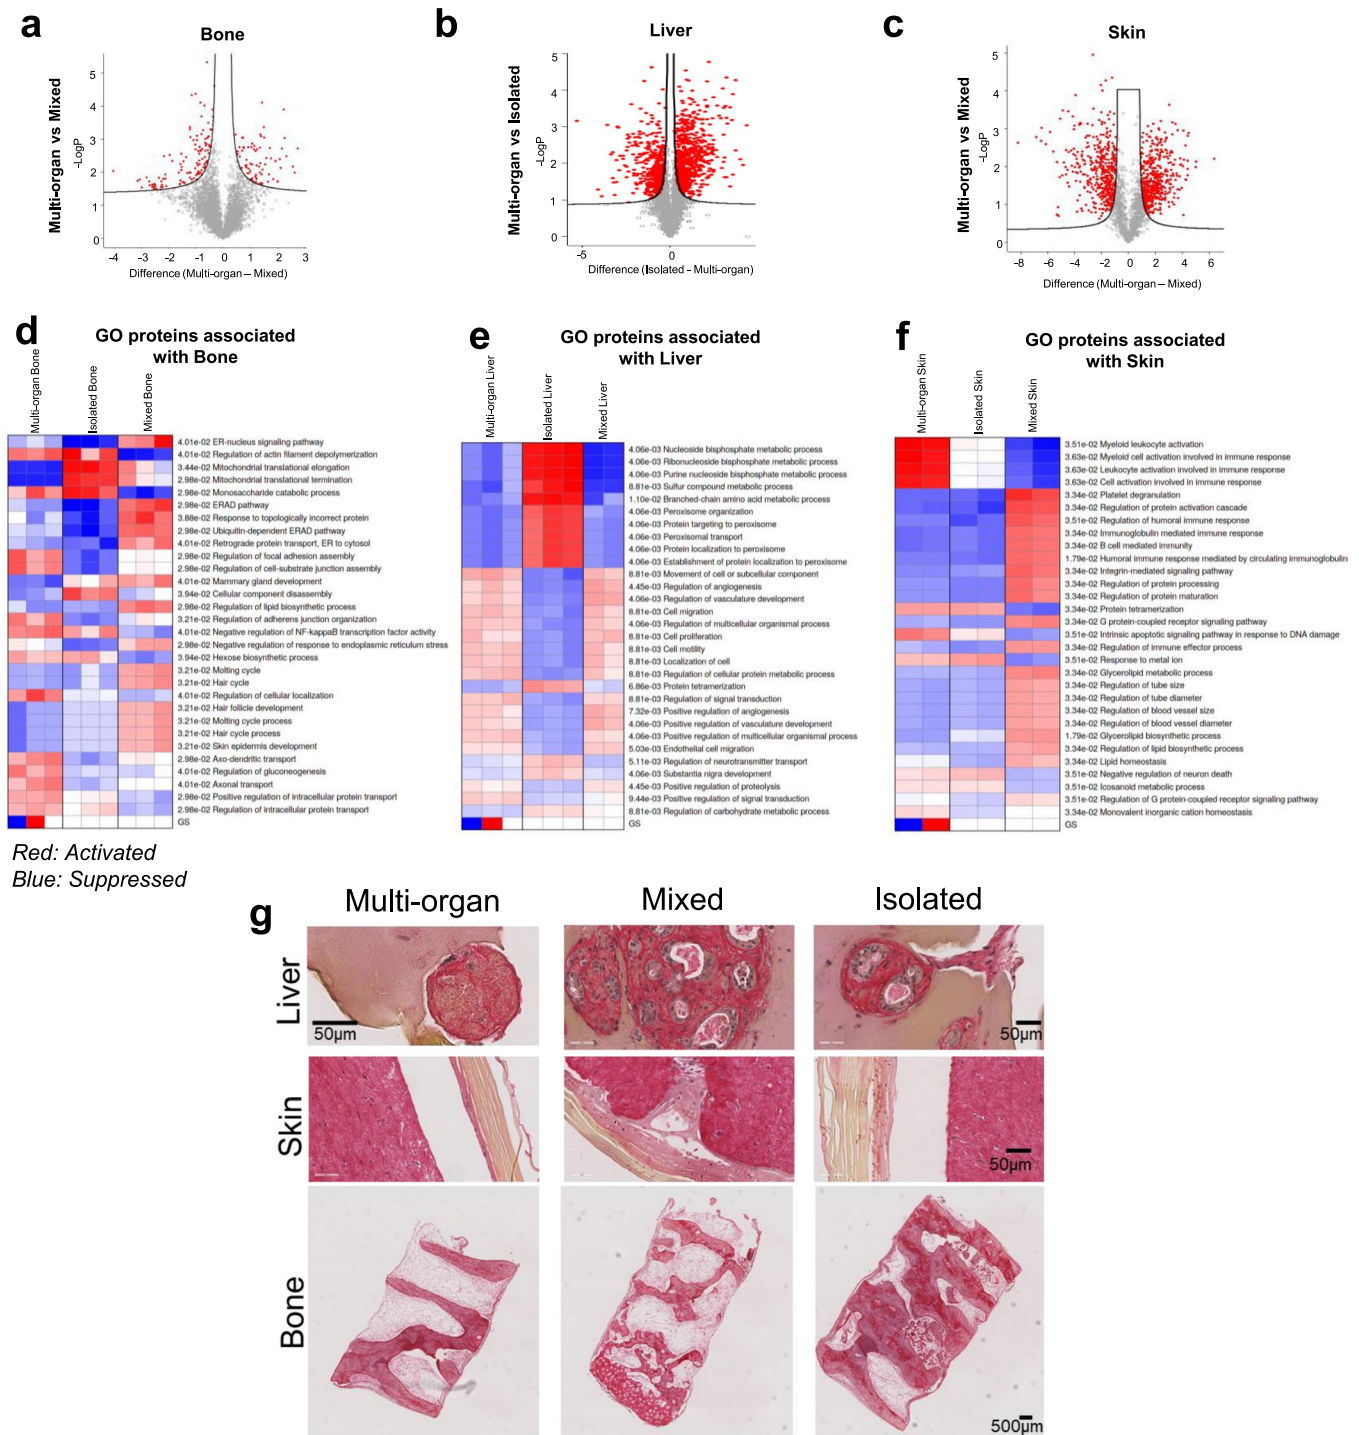 a
Bone
Multi-organ vs Mixed
-LogP
5
4
3
2
1
0
-4
-3
-2
-1
0
1
2
3
Difference (Multi-organ – Mixed)
b
Liver
Multi-organ vs Isolated
-LogP
5
4
3
2
1
0
-5
0
Difference (Isolated - Multi-organ)
c
Skin
Multi-organ vs Mixed
-LogP
5
4
3
2
1
0
-8
-6
-4
-2
0
2
4
6
Difference (Multi-organ – Mixed)
d
GO proteins associated
with Bone
Multi-organ Bone
Isolated Bone
Mixed Bone
4.01e-02 ER-nucleus signaling pathway
4.01e-02 Regulation of actin filament depolymerization
3.44e-02 Mitochondrial translational elongation
2.98e-02 Mitochondrial translational termination
2.98e-02 Monosaccharide catabolic process
2.98e-02 ERAD pathway
3.88e-02 Response to topologically incorrect protein
2.98e-02 Ubiquitin-dependent ERAD pathway
4.01e-02 Retrograde protein transport, ER to cytosol
2.98e-02 Regulation of focal adhesion assembly
2.98e-02 Regulation of cell-substrate junction assembly
4.01e-02 Mammary gland development
3.94e-02 Cellular component disassembly
2.98e-02 Regulation of lipid biosynthetic process
3.21e-02 Regulation of adherens junction organization
4.01e-02 Negative regulation of NF-kappaB transcription factor activity
2.98e-02 Negative regulation of response to endoplasmic reticulum stress
3.94e-02 Hexose biosynthetic process
3.21e-02 Molting cycle
3.21e-02 Hair cycle
4.01e-02 Regulation of cellular localization
3.21e-02 Hair follicle development
3.21e-02 Molting cycle process
3.21e-02 Hair cycle process
3.21e-02 Skin epidermis development
2.98e-02 Axo-dendritic transport
4.01e-02 Regulation of gluconeogenesis
4.01e-02 Axonal transport
2.98e-02 Positive regulation of intracellular protein transport
2.98e-02 Regulation of intracellular protein transport
GS
Red: Activated
Blue: Suppressed
e
GO proteins associated
with Liver
Multi-organ Liver
Isolated Liver
Mixed Liver
4.06e-03 Nucleoside bisphosphate metabolic process
4.06e-03 Ribonucleoside bisphosphate metabolic process
4.06e-03 Purine nucleoside bisphosphate metabolic process
8.81e-03 Sulfur compound metabolic process
1.10e-02 Branched-chain amino acid metabolic process
4.06e-03 Peroxisome organization
4.06e-03 Protein targeting to peroxisome
4.06e-03 Peroxisomal transport
4.06e-03 Protein localization to peroxisome
4.06e-03 Establishment of protein localization to peroxisome
8.81e-03 Movement of cell or subcellular component
4.45e-03 Regulation of angiogenesis
4.06e-03 Regulation of vasculature development
8.81e-03 Cell migration
4.06e-03 Regulation of multicellular organismal process
8.81e-03 Cell proliferation
8.81e-03 Cell motility
8.81e-03 Localization of cell
8.81e-03 Regulation of cellular protein metabolic process
6.86e-03 Protein tetramerization
8.81e-03 Regulation of signal transduction
7.32e-03 Positive regulation of angiogenesis
4.06e-03 Positive regulation of vasculature development
4.06e-03 Positive regulation of multicellular organismal process
5.03e-03 Endothelial cell migration
5.11e-03 Regulation of neurotransmitter transport
4.06e-03 Substantia nigra development
4.45e-03 Positive regulation of proteolysis
9.44e-03 Positive regulation of signal transduction
8.81e-03 Regulation of carbohydrate metabolic process
GS
f
GO proteins associated
with Skin
Multi-organ Skin
Isolated Skin
Mixed Skin
3.51e-02 Myeloid leukocyte activation
3.63e-02 Myeloid cell activation involved in immune response
3.63e-02 Leukocyte activation involved in immune response
3.63e-02 Cell activation involved in immune response
3.34e-02 Platelet degranulation
3.34e-02 Regulation of protein activation cascade
3.51e-02 Regulation of humoral immune response
3.34e-02 Immunoglobulin mediated immune response
3.34e-02 B cell mediated immunity
1.79e-02 Humoral immune response mediated by circulating immunoglobulin
3.34e-02 Integrin-mediated signaling pathway
3.34e-02 Regulation of protein processing
3.34e-02 Regulation of protein maturation
3.34e-02 Protein tetramerization
3.34e-02 G protein-coupled receptor signaling pathway
3.51e-02 Intrinsic apoptotic signaling pathway in response to DNA damage
3.34e-02 Regulation of immune effector process
3.51e-02 Response to metal ion
3.34e-02 Glycerolipid metabolic process
3.34e-02 Regulation of tube size
3.34e-02 Regulation of tube diameter
3.34e-02 Regulation of blood vessel size
3.34e-02 Regulation of blood vessel diameter
1.79e-02 Glycerolipid biosynthetic process
3.34e-02 Regulation of lipid biosynthetic process
3.34e-02 Lipid homeostasis
3.51e-02 Negative regulation of neuron death
3.51e-02 Icosanoid metabolic process
3.51e-02 Regulation of G protein-coupled receptor signaling pathway
3.34e-02 Monovalent inorganic cation homeostasis
GS
g
Multi-organ
Mixed
Isolated
Liver
50µm
50µm
Skin
50µm
Bone
500µm